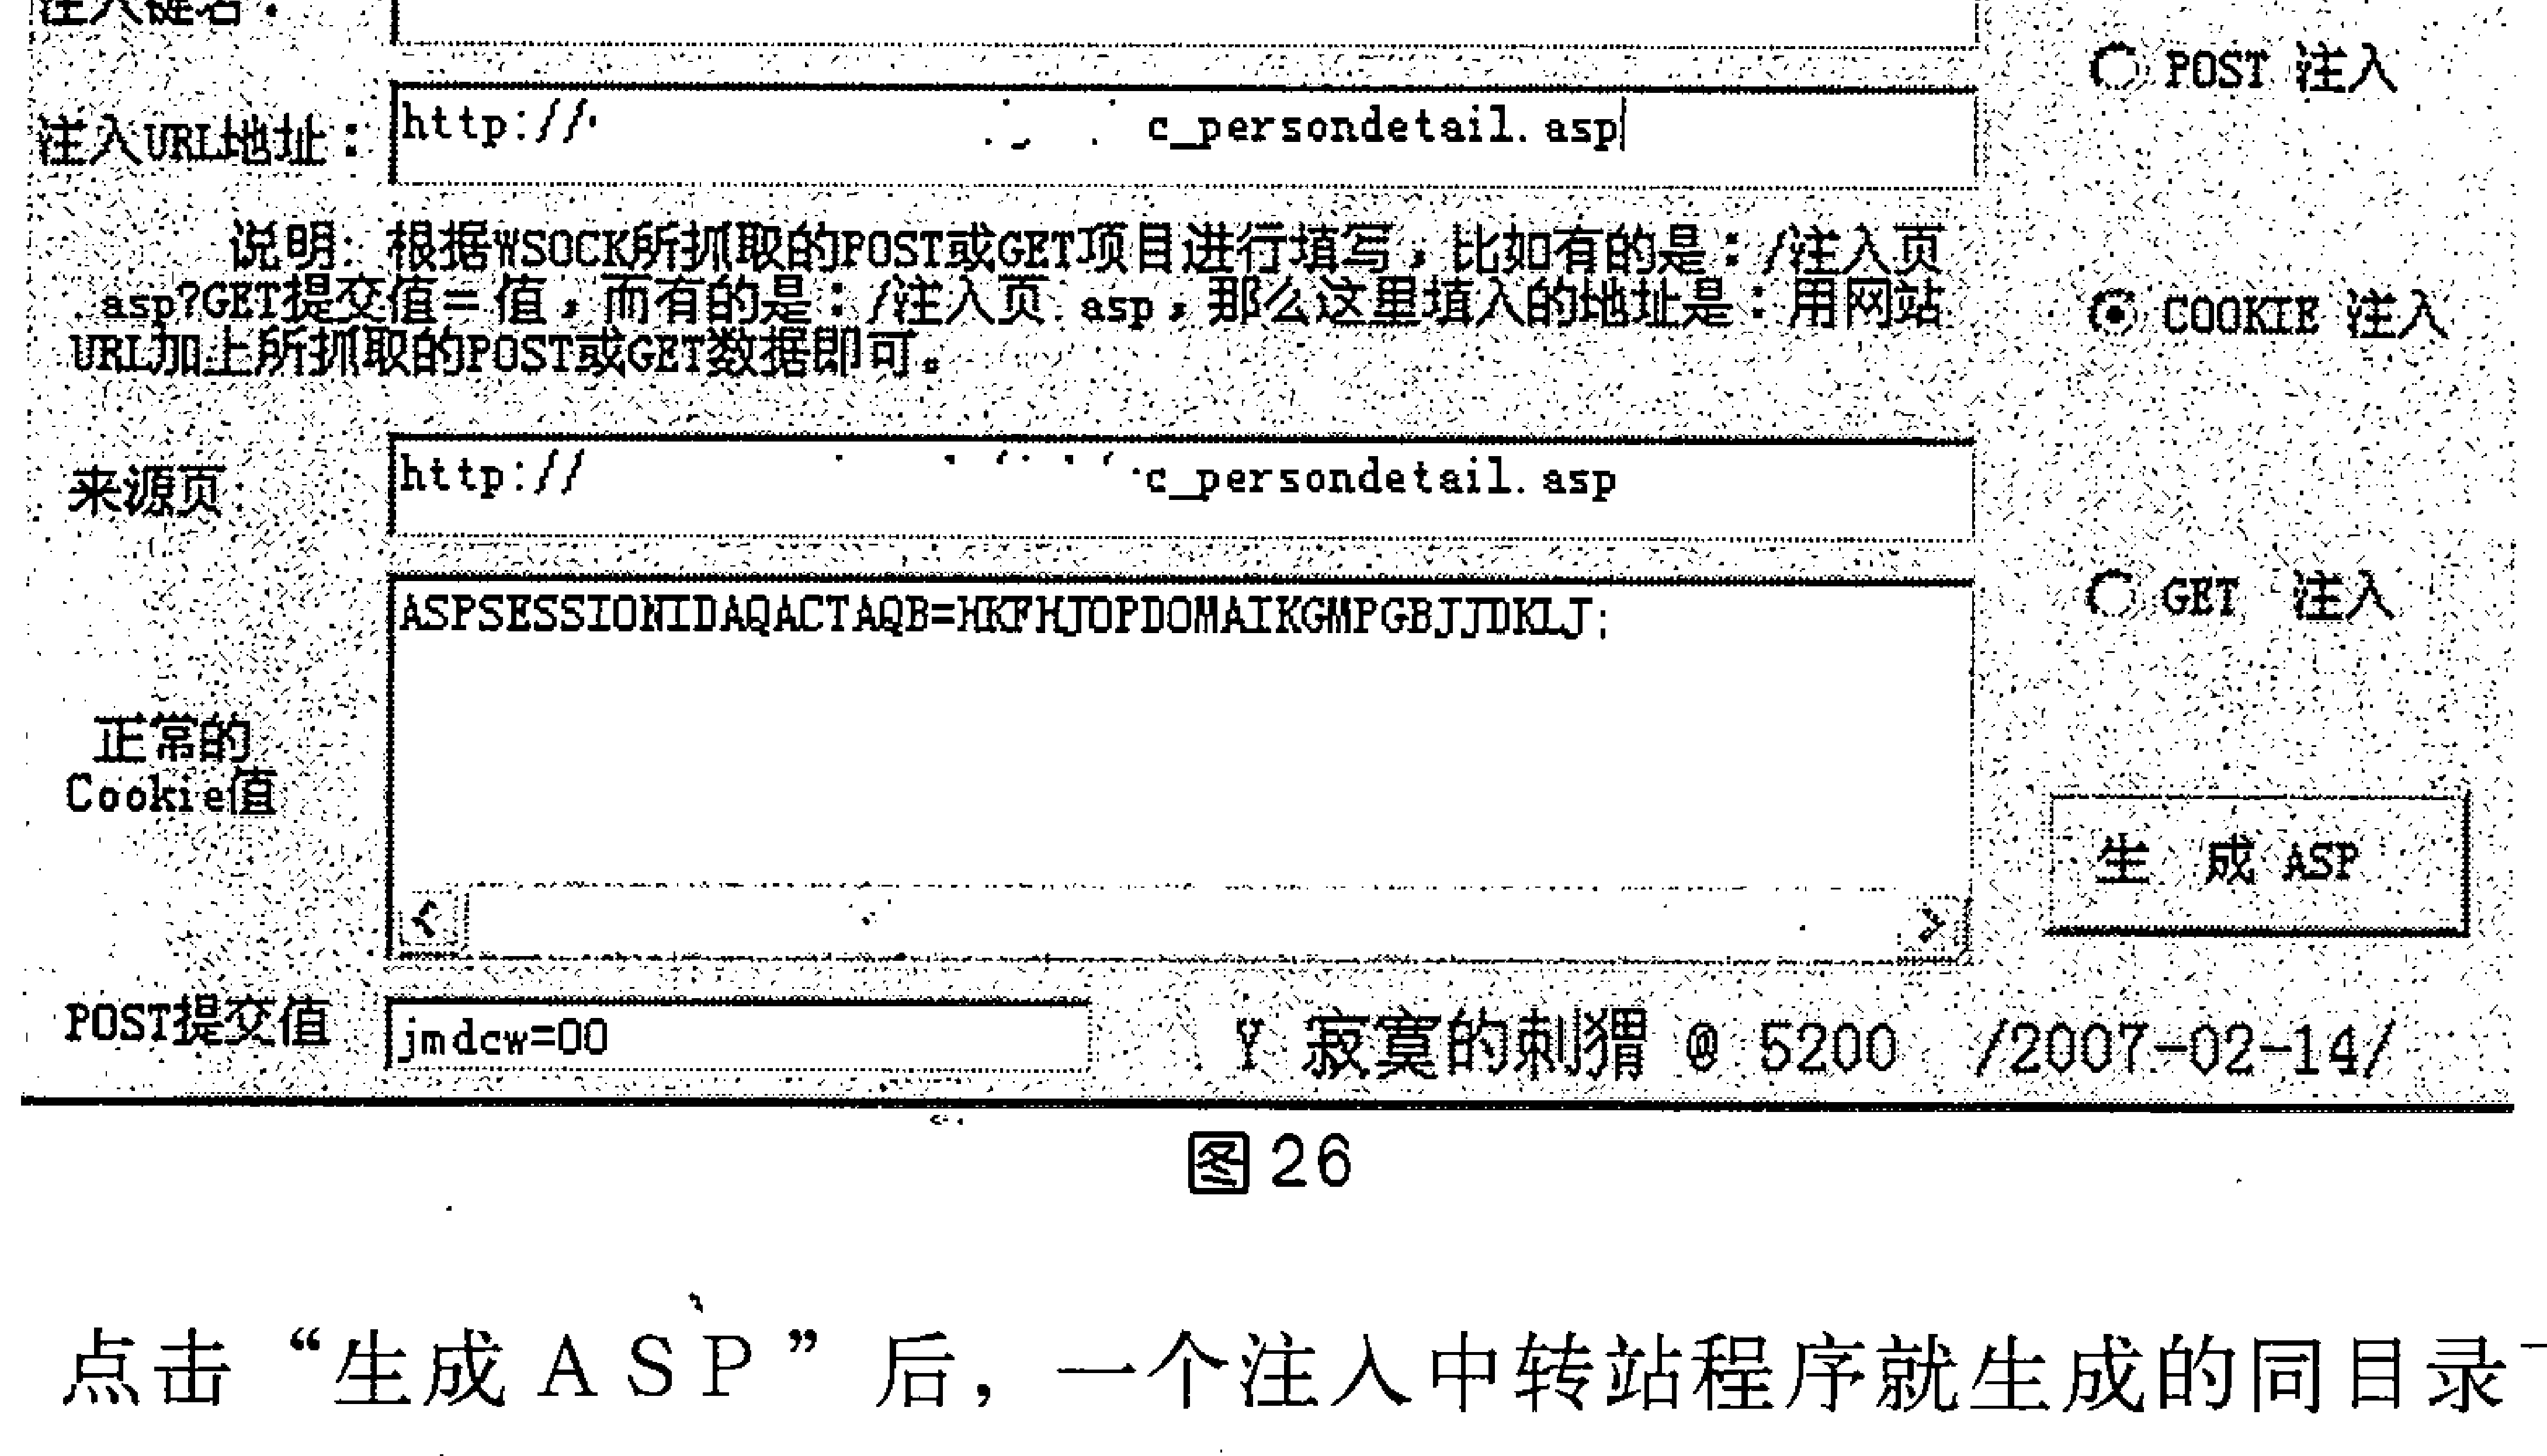 注入键名：
POST 注入
注入URL地址： http:// c_persondetail.asp
说明：根据WSOCK所抓取的POST或GET项目进行填写，比如有的是：/注入页
.asp?GET提交值=值，而有的是：/注入页.asp，那么这里填入的地址是：用网站
URL加上所抓取的POST或GET数据即可。
COOKIE 注入
来源页： http:// c_persondetail.asp
ASPSESSIONIDAQACTAQB=HKFHJOPDOMAIKGMPGBJJDKLJ;
GET 注入
正常的
Cookie值
生 成 ASP
POST提交值 jmdcw=00
Y 寂寞的刺猬 @ 5200 /2007-02-14/
图26
点击“生成ASP”后，一个注入中转站程序就生成的同目录